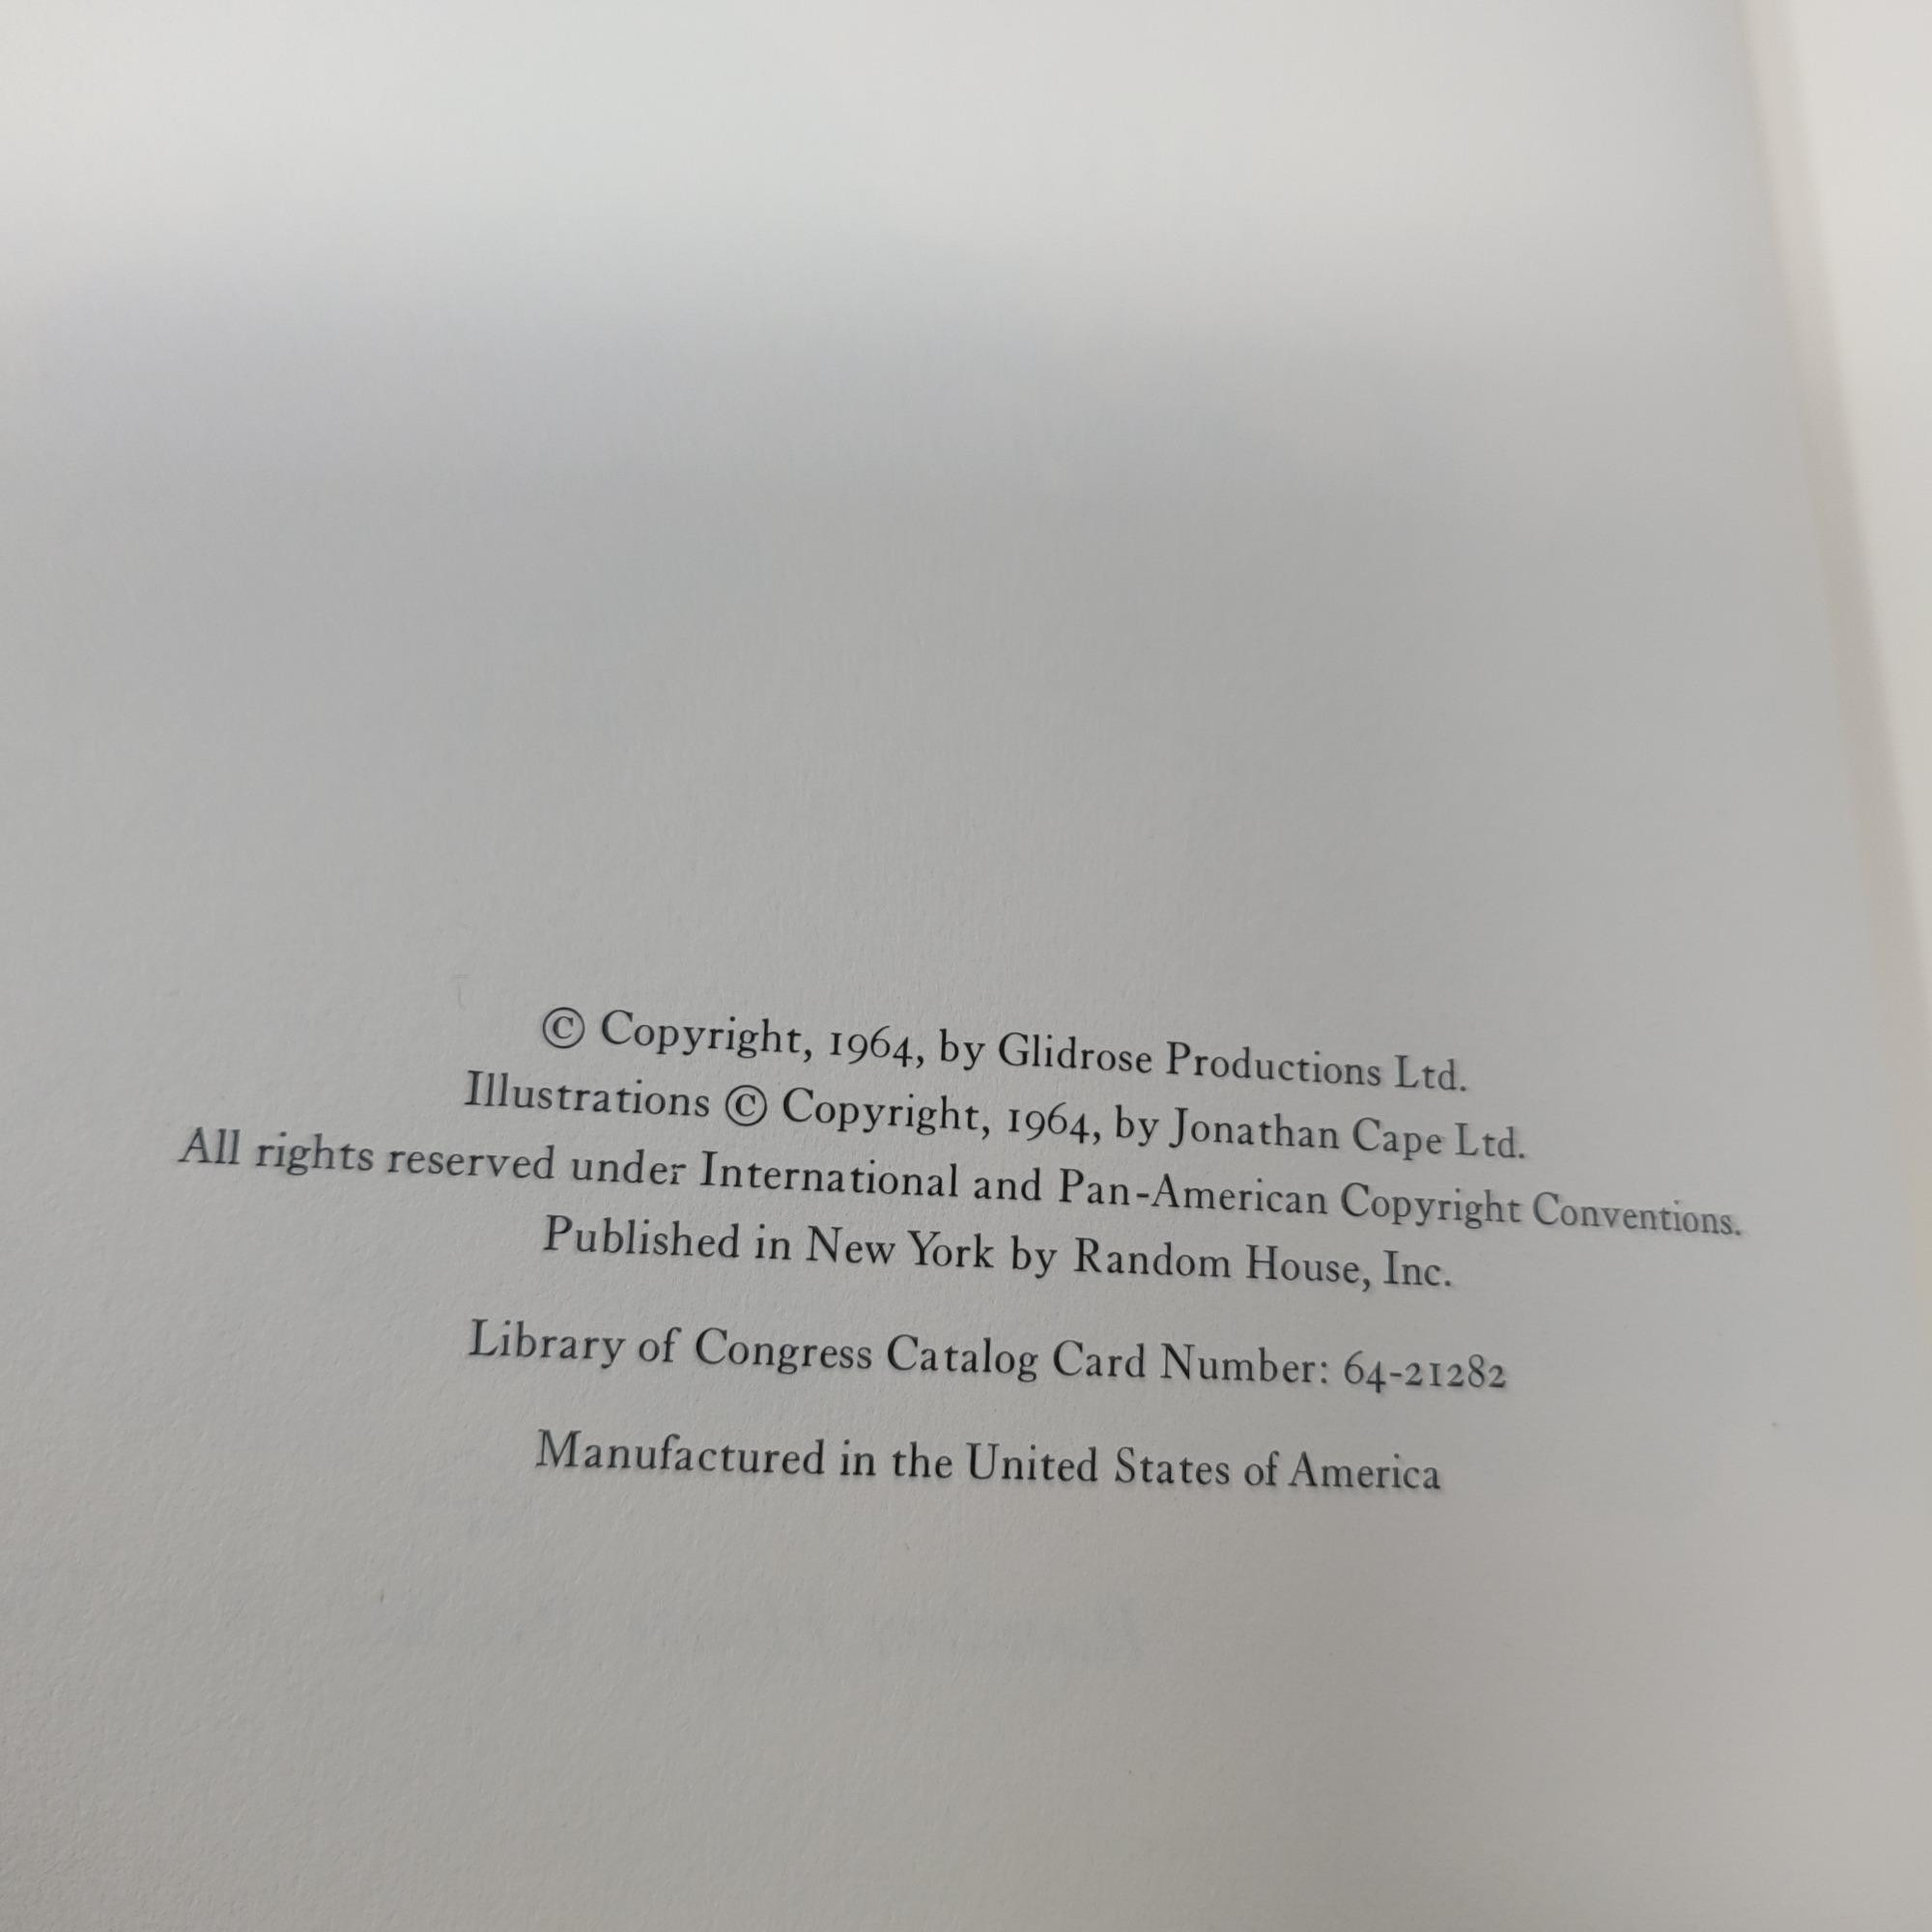 © Copyright, 1964, by Glidrose Productions Ltd.
Illustrations © Copyright, 1964, by Jonathan Cape Ltd.
All rights reserved under International and Pan-American Copyright Conventions.
Published in New York by Random House, Inc.
Library of Congress Catalog Card Number: 64-21282
Manufactured in the United States of America